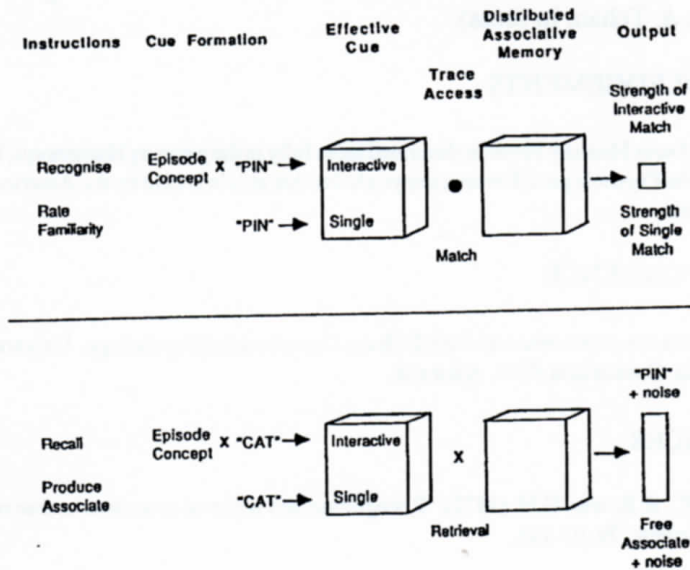 Instructions Cue Formation Effective Cue Distributed Associative Memory Output
Trace Access
Strength of Interactive Match
Recognise Episode Concept X "PIN" Interactive
Rate Familiarity "PIN" Single
Match
Strength of Single Match
"PIN" + noise
Recall Episode Concept X "CAT" Interactive X
Produce Associate "CAT" Single
Retrieval
Free Associate + noise